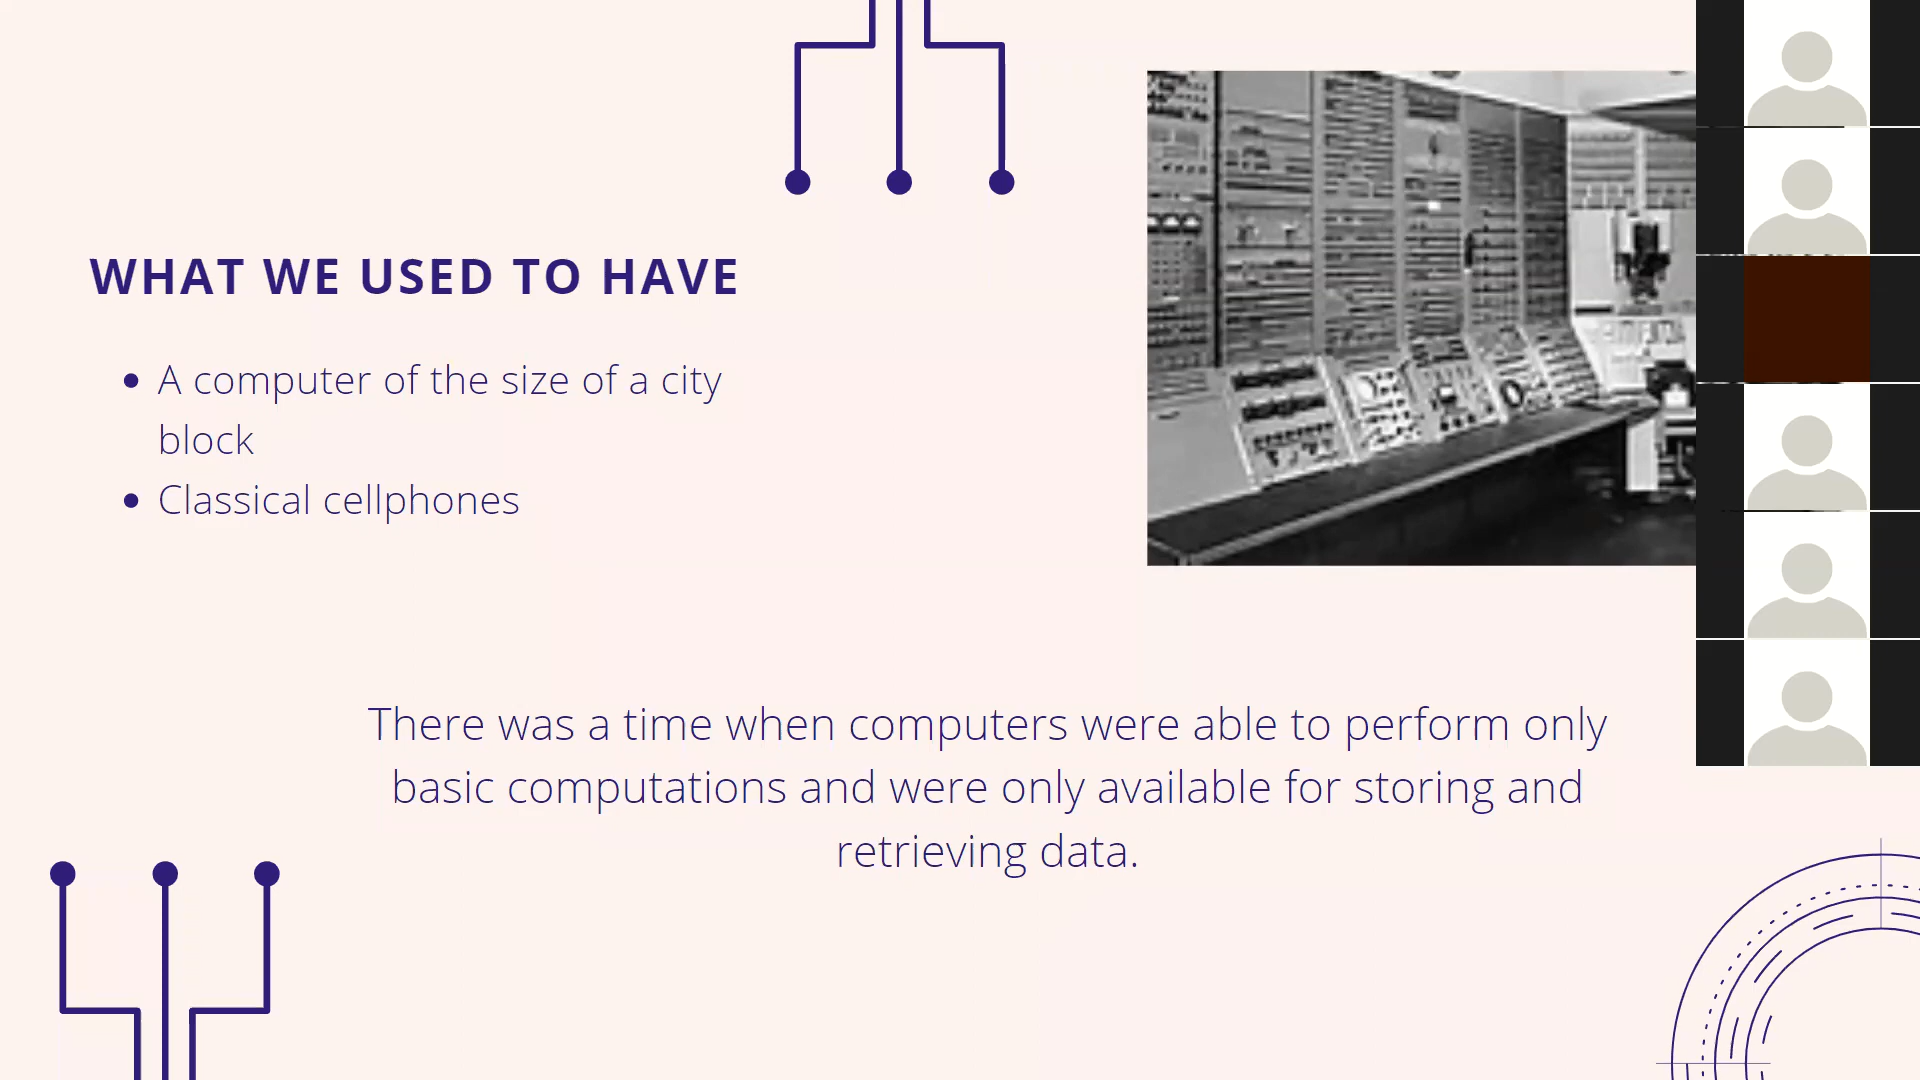 WHAT WE USED TO HAVE
A computer of the size of a city
block
Classical cellphones
There was a time when computers were able to perform only
basic computations and were only available for storing and
retrieving data.